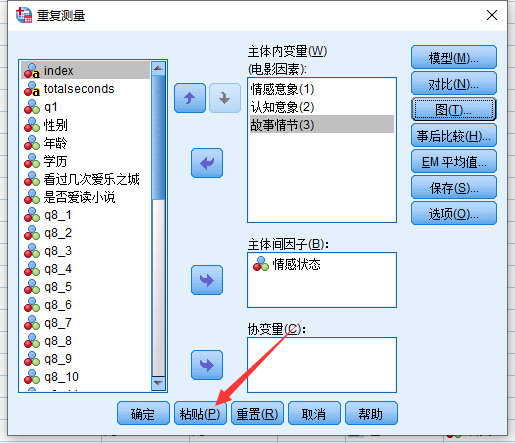 重复测量
index
totalseconds
q1
性别
年龄
学历
看过几次爱乐之城
是否爱读小说
q8_1
q8_2
q8_3
q8_4
q8_5
q8_6
q8_7
q8_8
q8_9
q8_10
主体内变量(W)
(电影因素):
情感意象(1)
认知意象(2)
故事情节(3)
主体间因子(B):
情感状态
协变量(C):
模型(M)...
对比(N)...
图(T)...
事后比较(H)...
EM 平均值...
保存(S)...
选项(O)...
确定
粘贴(P)
重置(R)
取消
帮助